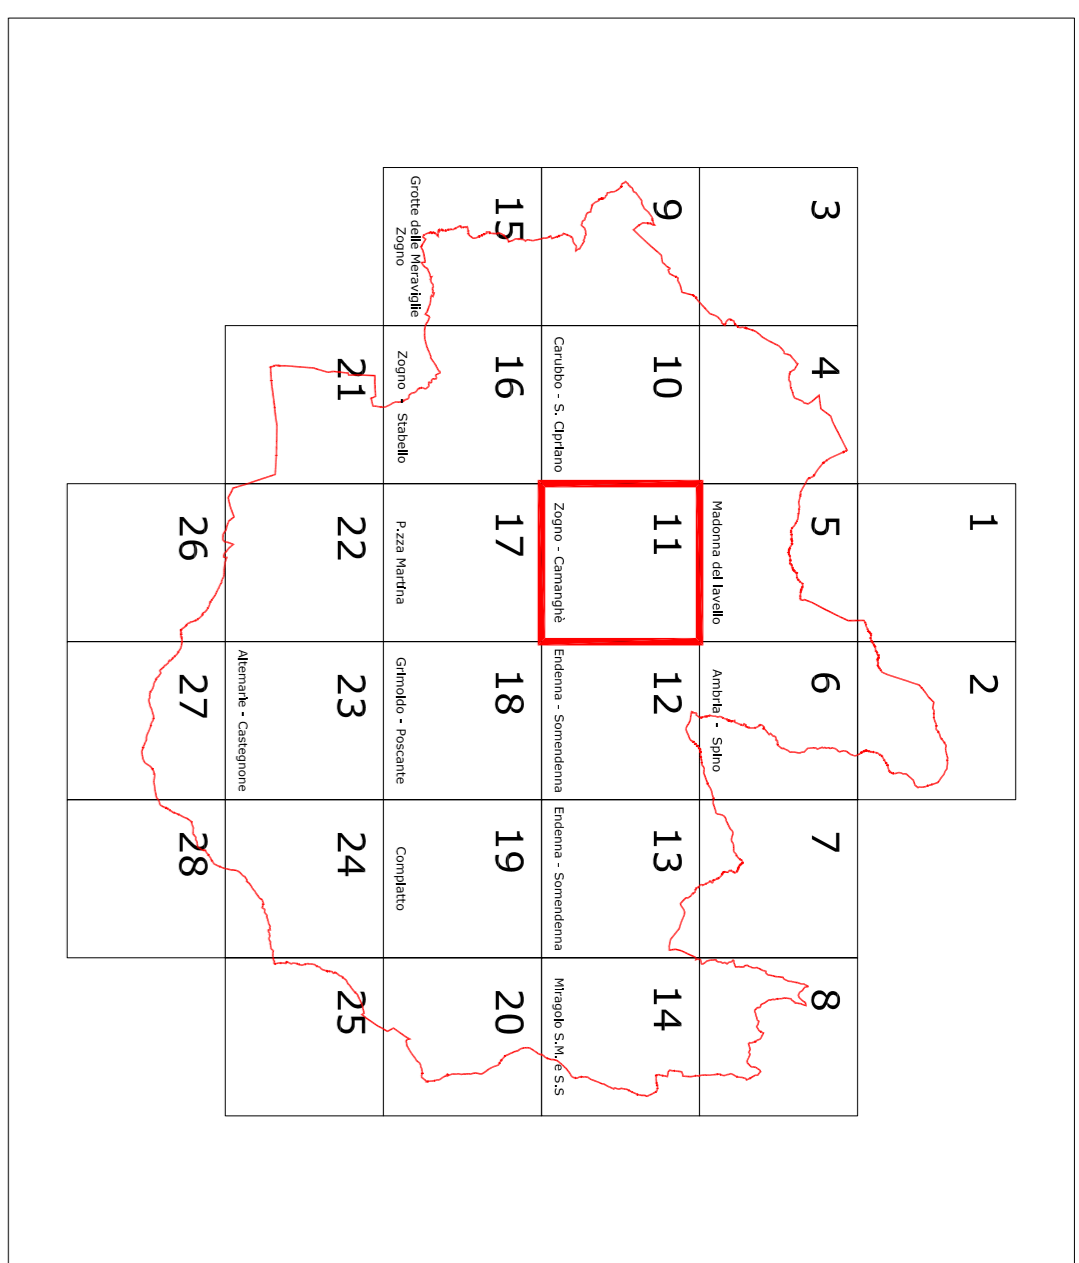 1
2
3
4
5
Madonna del lavello
6
Ambria - Spino
7
8
9
10
Carubbo - S. Cipriano
11
Zogno - Camanghè
12
Endenna - Somendenna
13
Endenna - Somendenna
14
Miragolo S.M. e S.S
15
Grotte delle Meraviglie
Zogno
16
Zogno - Stabello
17
P.zza Martina
18
Grimoldo - Poscante
19
Complatto
20
21
22
23
Altemarie - Castegnone
24
25
26
27
28